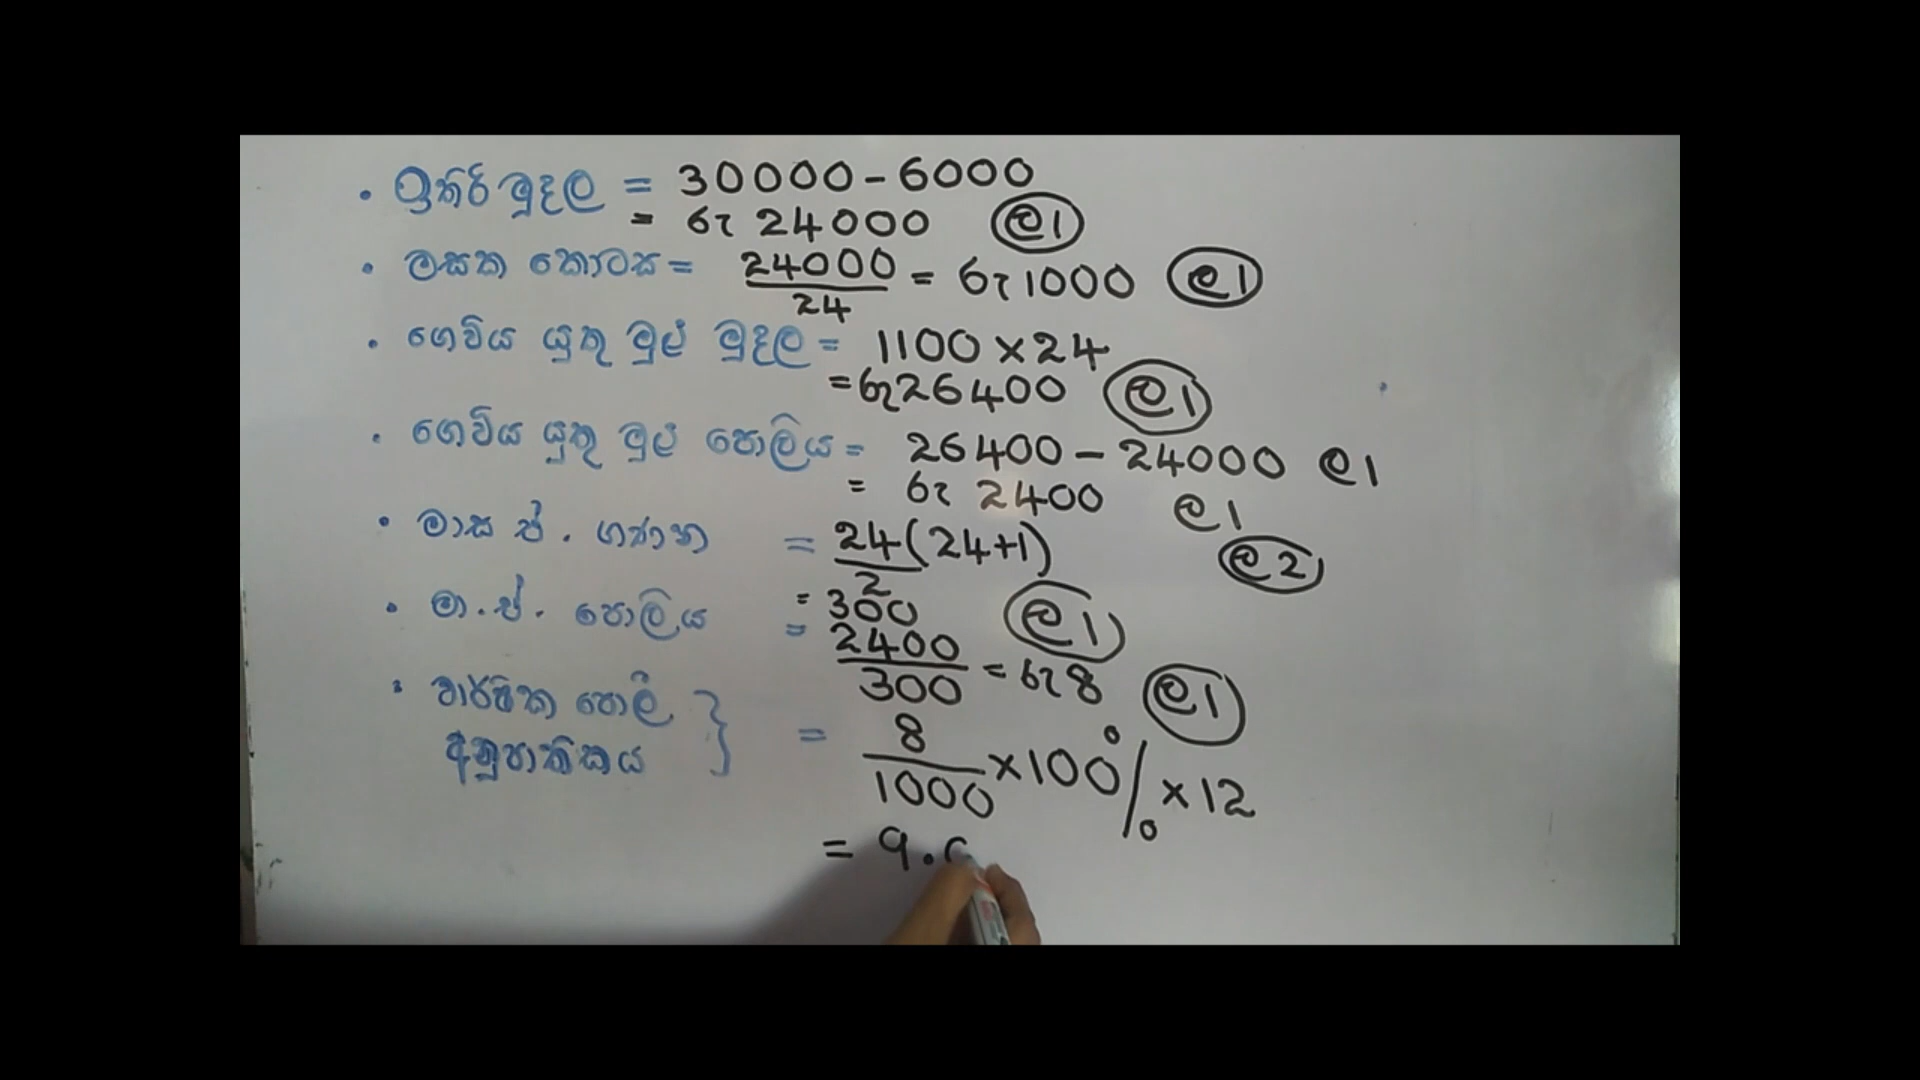 . ඉතිරි මුදල = 30000 - 6000
= රු 24000 ල1
. මසක කොටස = 24000/24 = රු 1000 ල1
. ගෙවිය යුතු මුළු මුදල = 1100 × 24
= රු 26400 ල1
. ගෙවිය යුතු මුළු පොලිය = 26400 - 24000 ල1
= රු 2400 ල1
ල2
. මාස ඒ. ගණන = 24(24+1)/2
= 300 ල1
. මා. ඒ. පොලිය = 2400/300 = රු 8 ල1
. වාර්ෂික පොලී
අනුපාතිකය } = 8/1000 × 100% × 12
= 9.